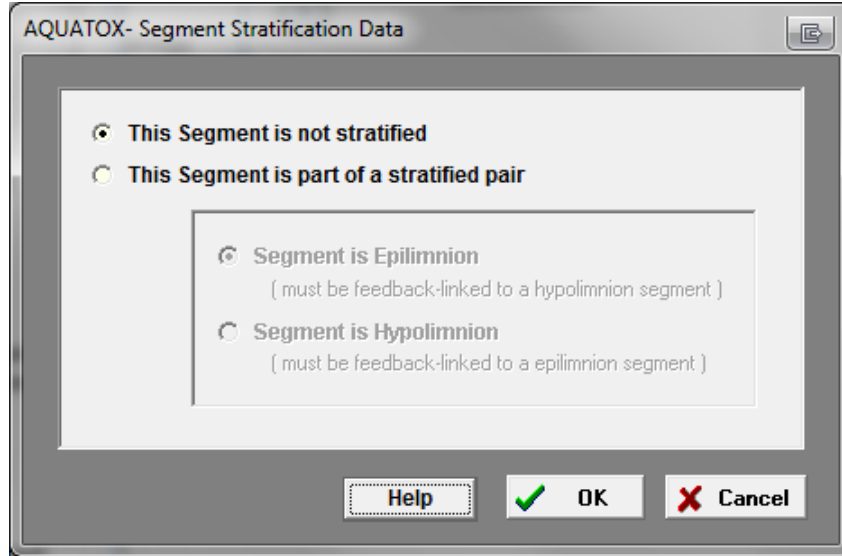 AQUATOX- Segment Stratification Data
This Segment is not stratified
This Segment is part of a stratified pair
Segment is Epilimnion
( must be feedback-linked to a hypolimnion segment )
Segment is Hypolimnion
( must be feedback-linked to a epilimnion segment )
Help
OK
Cancel